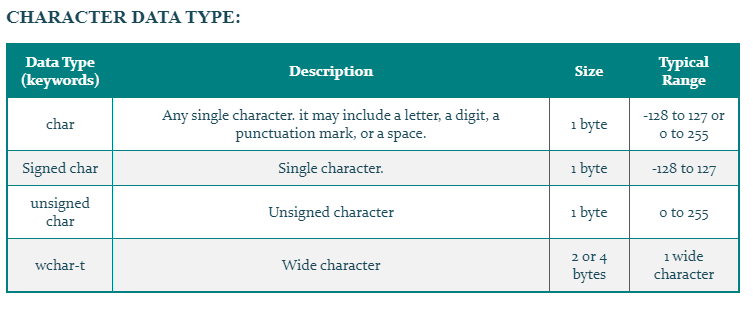 CHARACTER DATA TYPE:
Data Type (keywords) Description Size Typical Range
char Any single character. it may include a letter, a digit, a punctuation mark, or a space. 1 byte -128 to 127 or 0 to 255
Signed char Single character. 1 byte -128 to 127
unsigned char Unsigned character 1 byte 0 to 255
wchar-t Wide character 2 or 4 bytes 1 wide character